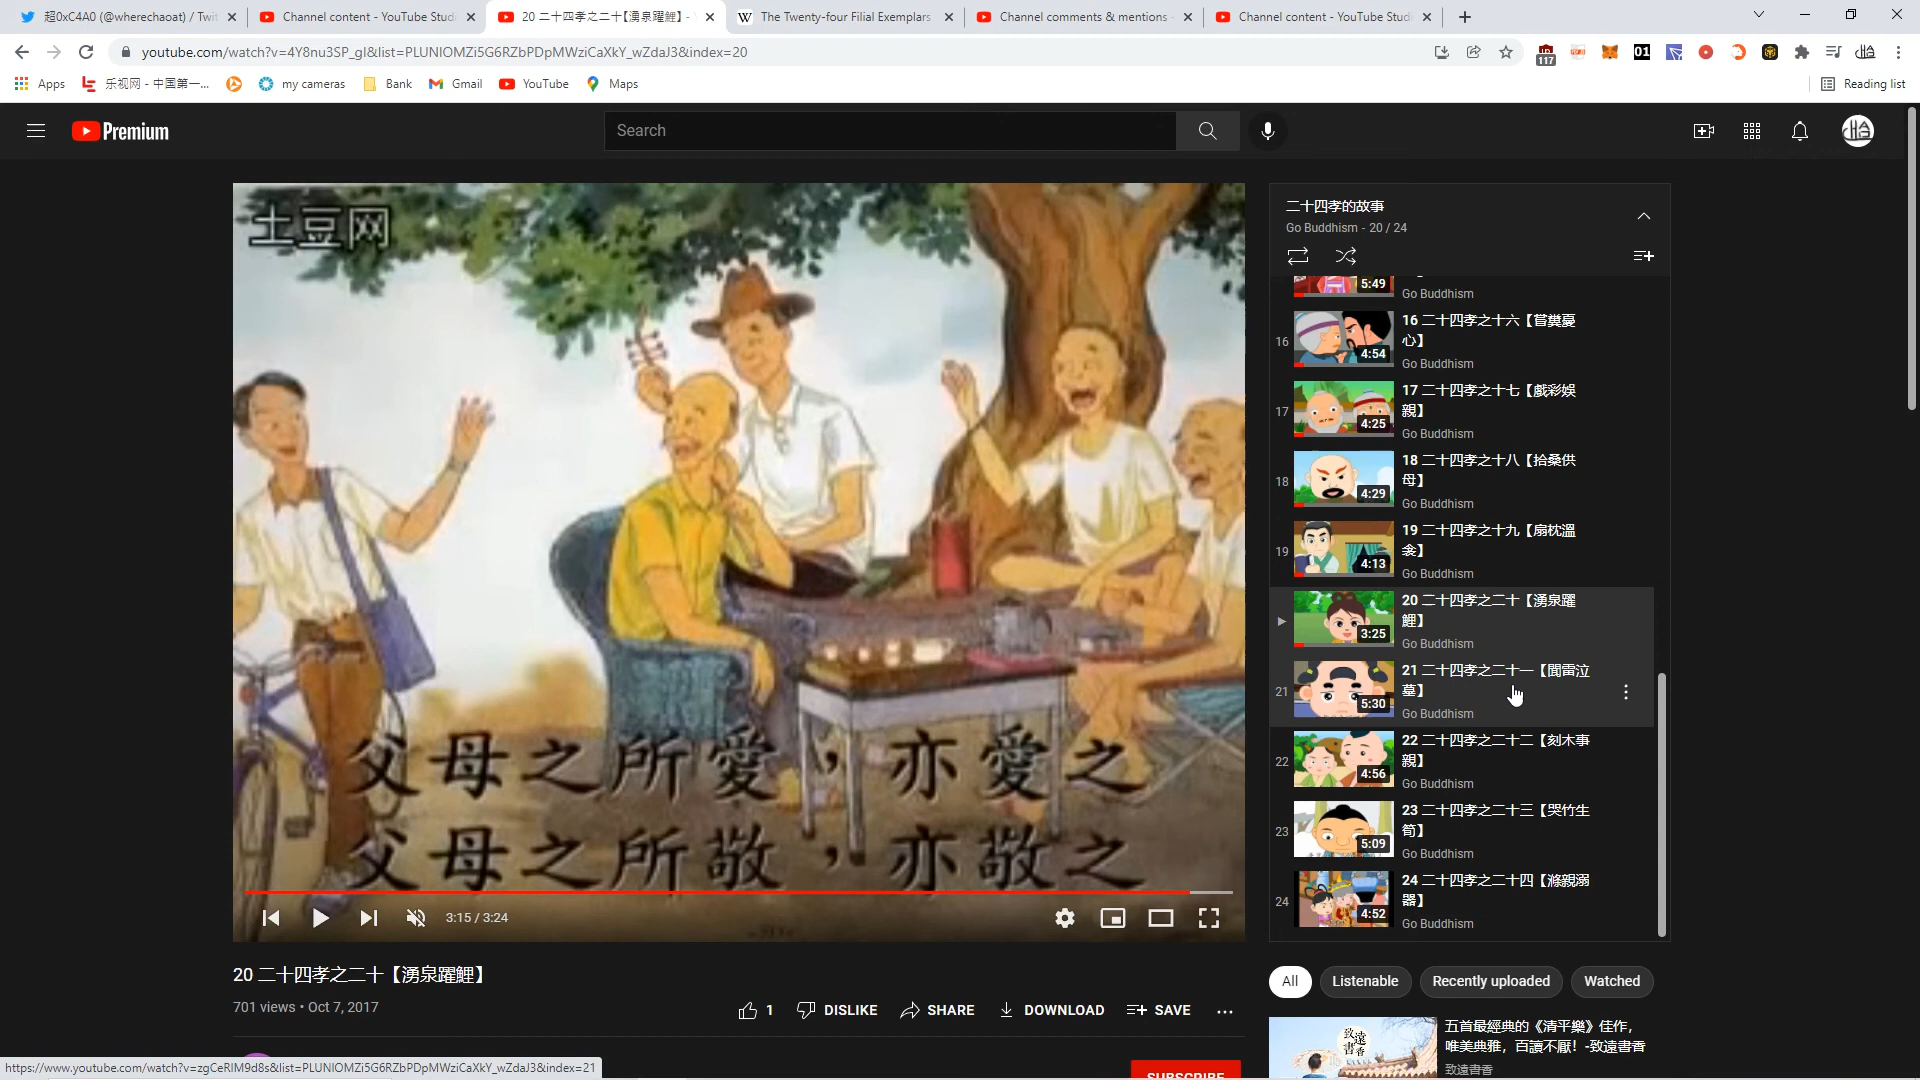 超0xC4A0 (@wherechaoat) / Twit
Channel content - YouTube Studi
20 二十四孝之二十【湧泉躍鯉】 -
The Twenty-four Filial Exemplars
Channel comments & mentions
Channel content - YouTube Stud
youtube.com/watch?v=4Y8nu3SP_gI&list=PLUNIOMZi5G6RZbPDpMWziCaXkY_wZdaJ3&index=20
117
01
Apps
乐视网 - 中国第一...
my cameras
Bank
Gmail
YouTube
Maps
Reading list
Premium
Search
土豆网
父母之所愛，亦愛之
父母之所敬，亦敬之
3:15 / 3:24
二十四孝的故事
Go Buddhism - 20 / 24
5:49
Go Buddhism
16
4:54
16 二十四孝之十六【嘗糞憂
心】
Go Buddhism
17
4:25
17 二十四孝之十七【戲彩娛
親】
Go Buddhism
18
4:29
18 二十四孝之十八【拾桑供
母】
Go Buddhism
19
4:13
19 二十四孝之十九【扇枕溫
衾】
Go Buddhism
3:25
20 二十四孝之二十【湧泉躍
鯉】
Go Buddhism
21
5:30
21 二十四孝之二十一【聞雷泣
墓】
Go Buddhism
22
4:56
22 二十四孝之二十二【刻木事
親】
Go Buddhism
23
5:09
23 二十四孝之二十三【哭竹生
筍】
Go Buddhism
24
4:52
24 二十四孝之二十四【滌親溺
器】
Go Buddhism
20 二十四孝之二十【湧泉躍鯉】
701 views • Oct 7, 2017
1
DISLIKE
SHARE
DOWNLOAD
SAVE
SUBSCRIBE
All
Listenable
Recently uploaded
Watched
致遠
書香
五首最經典的《清平樂》佳作，
唯美典雅，百讀不厭！-致遠書香
致遠書香
https://www.youtube.com/watch?v=zgCeRIM9d8s&list=PLUNIOMZi5G6RZbPDpMWziCaXkY_wZdaJ3&index=21